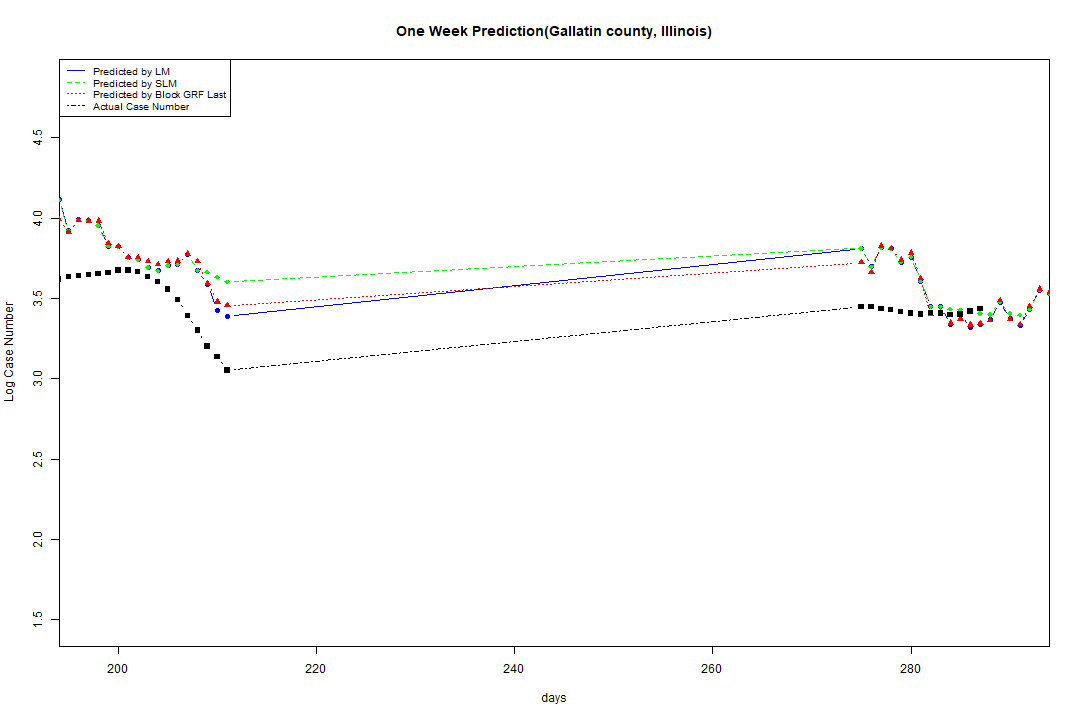 One Week Prediction(Gallatin county, Illinois)
Predicted by LM
Predicted by SLM
Predicted by Block GRF Last
Actual Case Number
Log Case Number
4.5
4.0
3.5
3.0
2.5
2.0
1.5
200 220 240 260 280
days